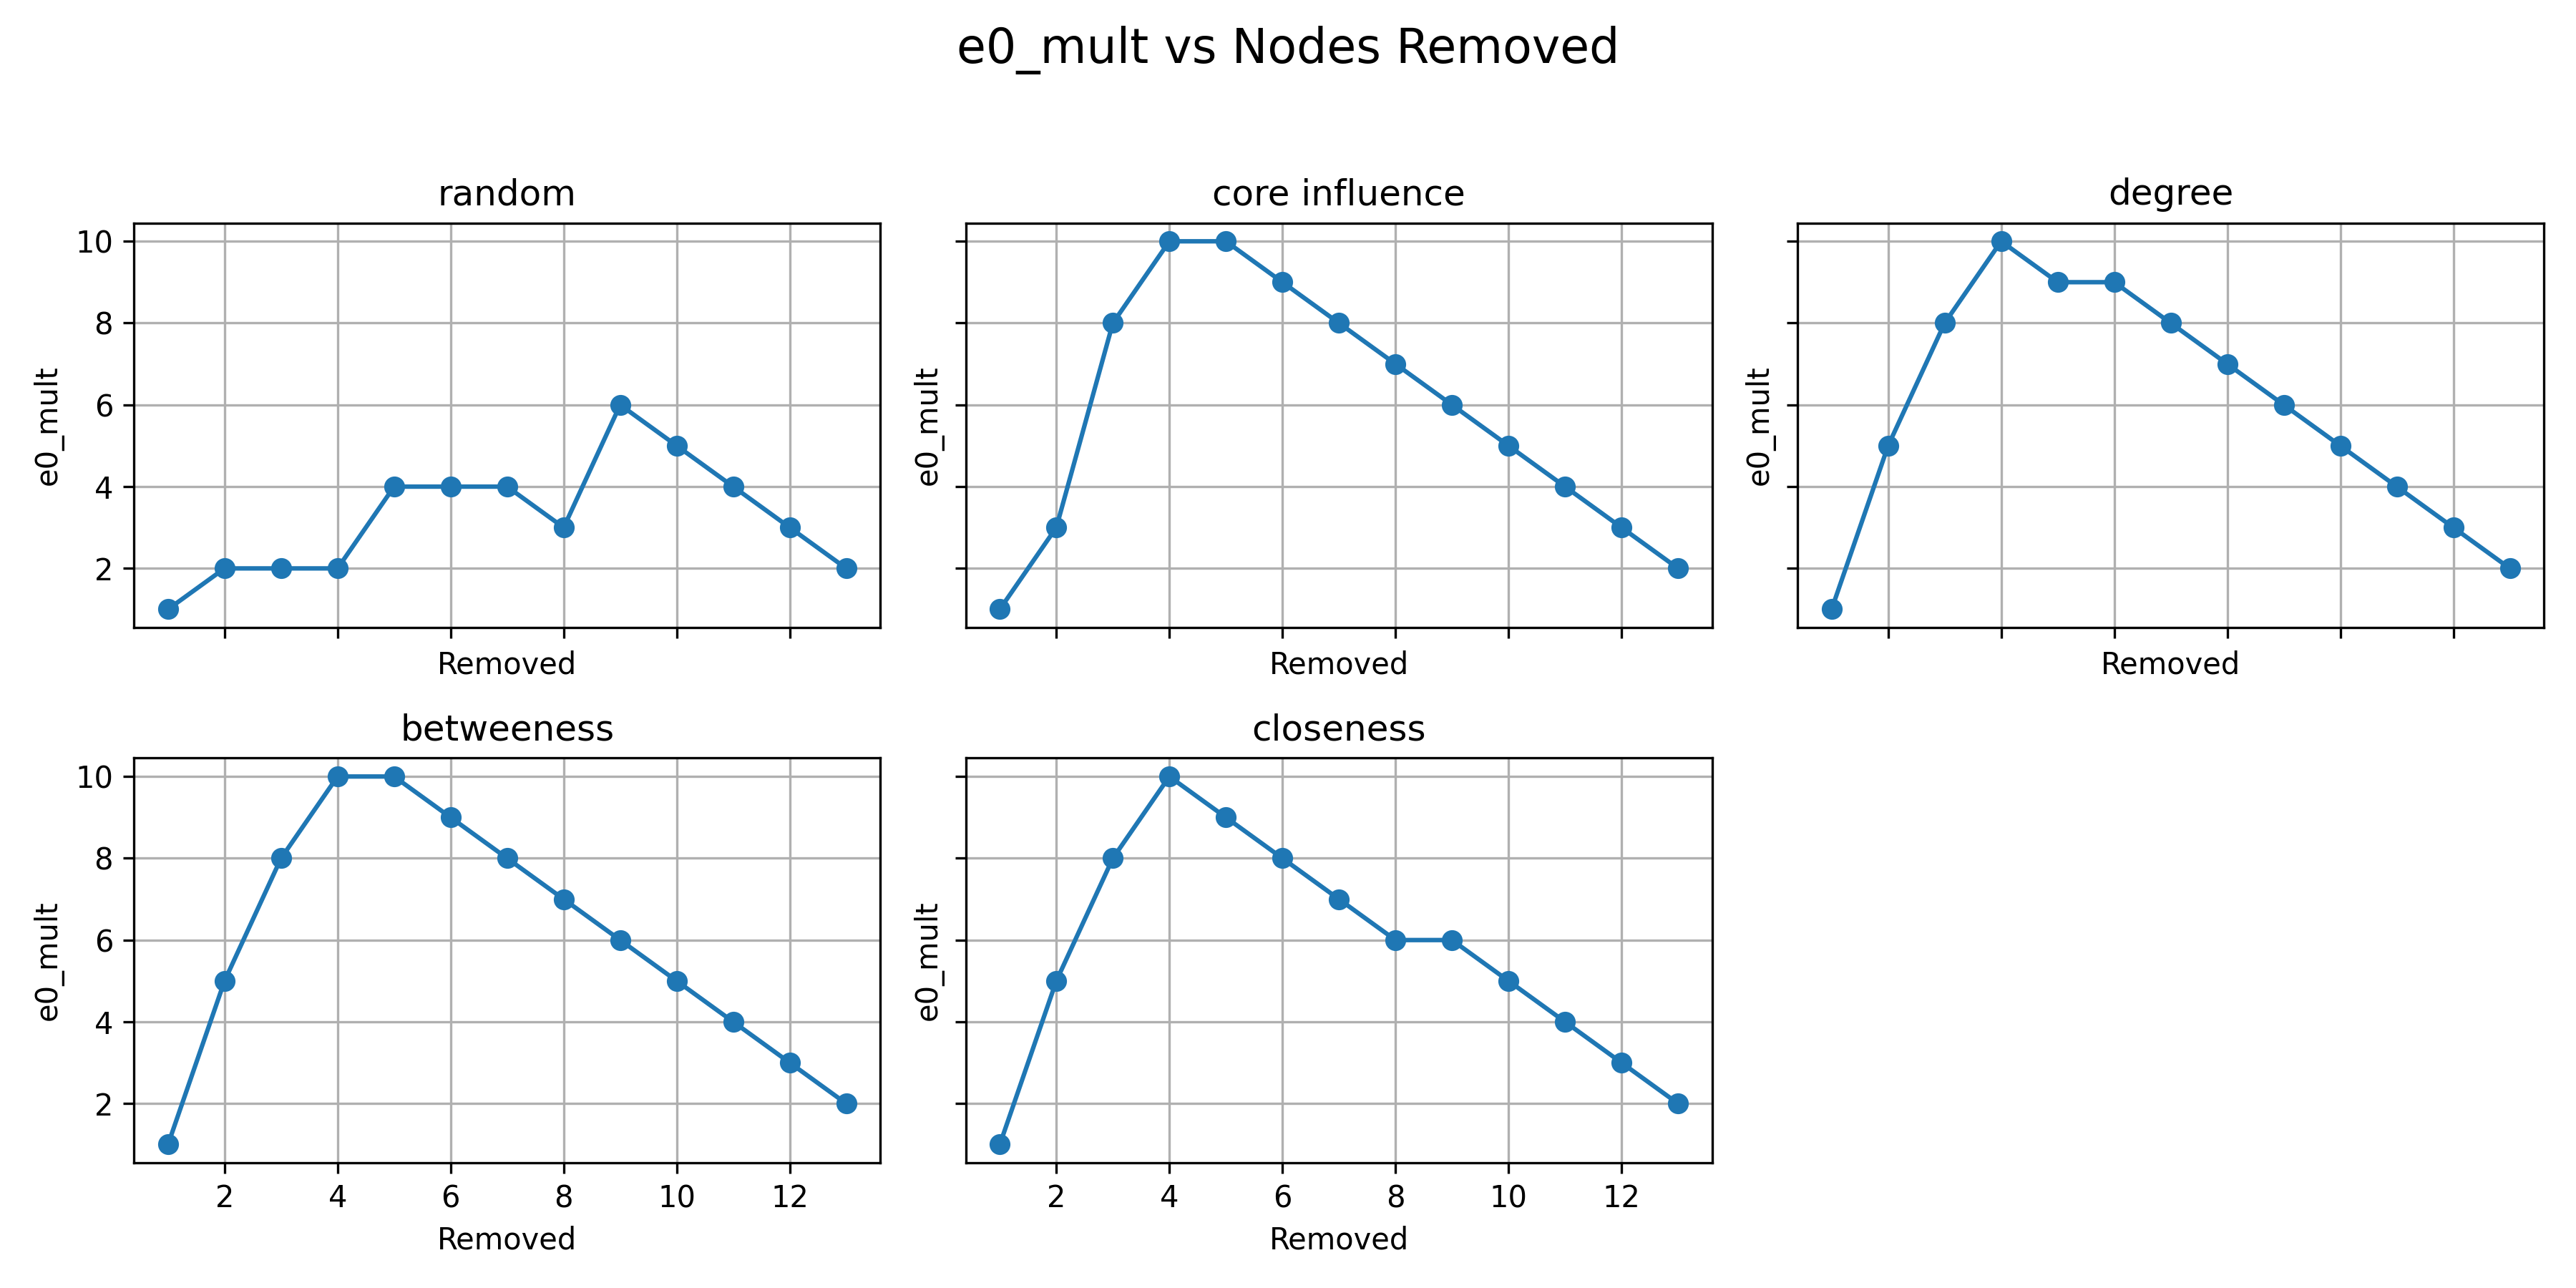 e0_mult vs Nodes Removed
random
core influence
degree
10
8
6
4
2
e0_mult
e0_mult
e0_mult
Removed
Removed
Removed
betweeness
closeness
10
8
6
4
2
e0_mult
e0_mult
2 4 6 8 10 12
2 4 6 8 10 12
Removed
Removed